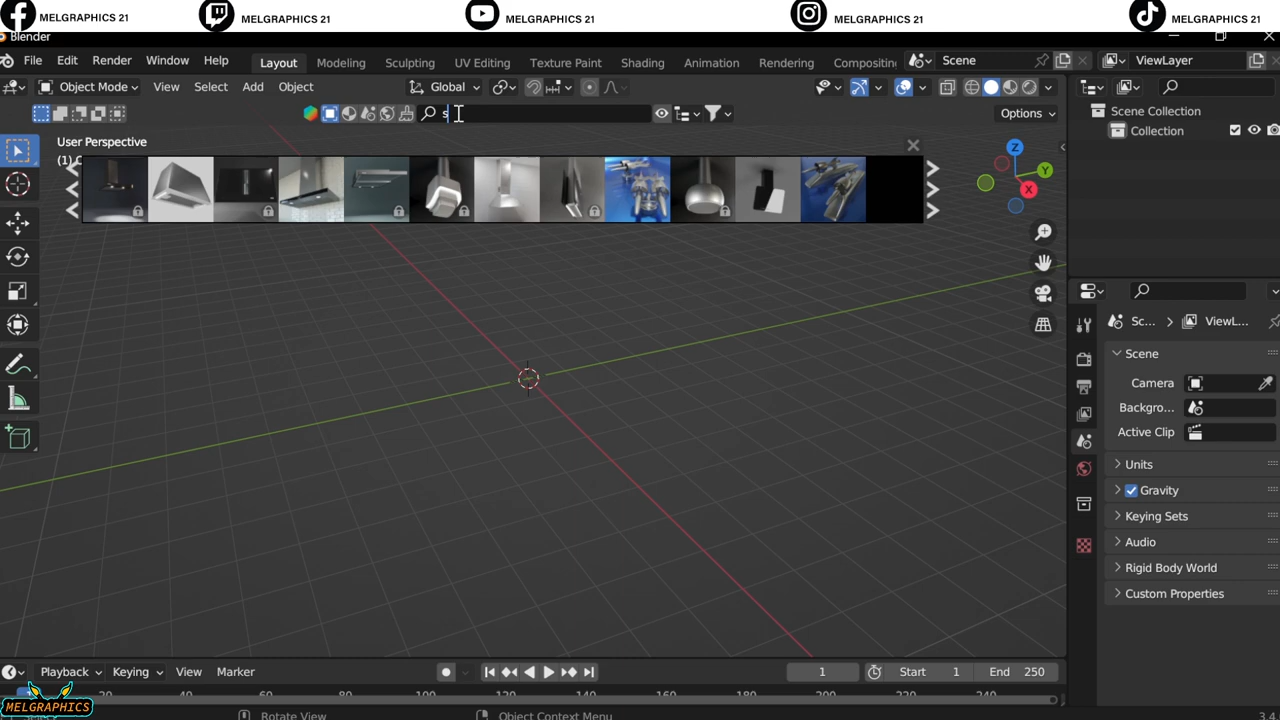 MELGRAPHICS 21 MELGRAPHICS 21 MELGRAPHICS 21 MELGRAPHICS 21 MELGRAPHICS 21
Blender
File Edit Render Window Help Layout Modeling Sculpting UV Editing Texture Paint Shading Animation Rendering Compositin Scene ViewLayer
Object Mode View Select Add Object Global
s Options
Scene Collection
Collection
User Perspective
(1) C
Z
Y
X
Sc... ViewL...
Scene
Camera
Backgro...
Active Clip
Units
Gravity
Keying Sets
Audio
Rigid Body World
Custom Properties
Playback Keying View Marker 1 Start 1 End 250
20 40 60 80 100 120 140 160 180 200 220 240
MELGRAPHICS
Rotate View Object Context Menu 3.4